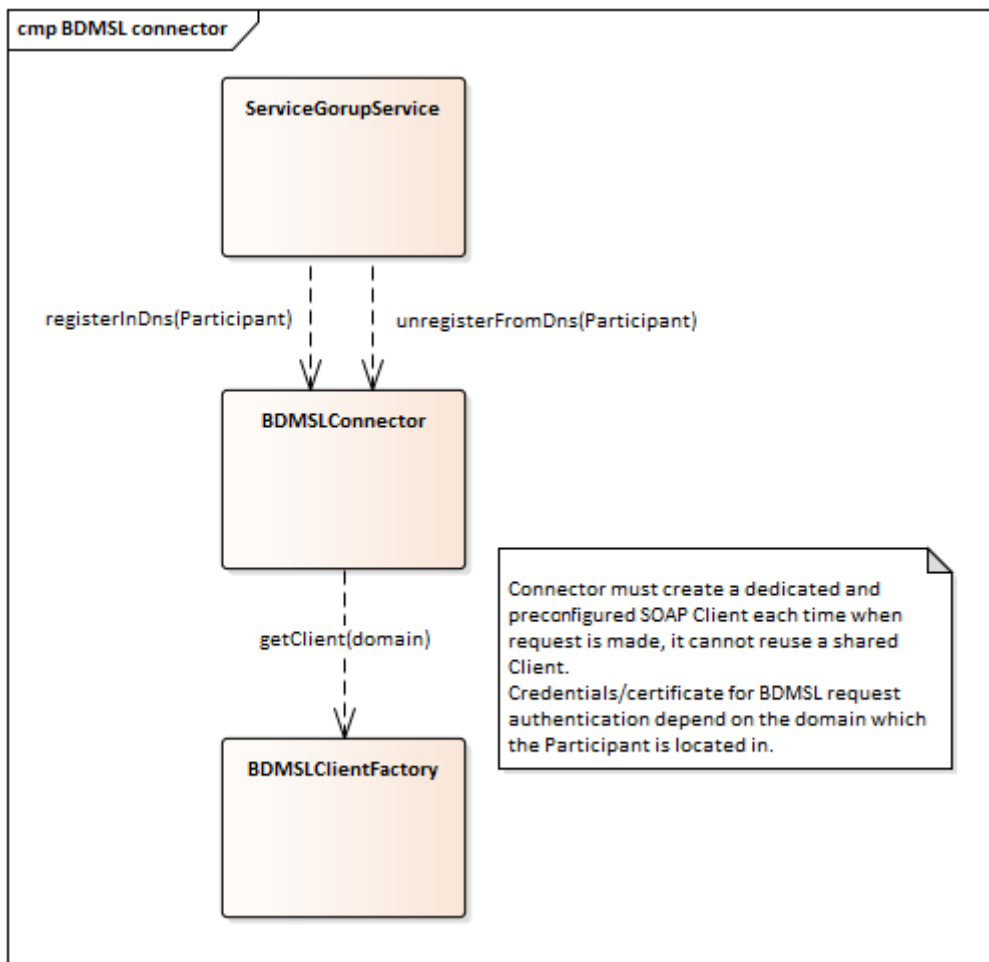 cmp BDMSL connector
ServiceGorupService
registerInDns(Participant)
unregisterFromDns(Participant)
BDMSLConnector
Connector must create a dedicated and
preconfigured SOAP Client each time when
request is made, it cannot reuse a shared
Client.
Credentials/certificate for BDMSL request
authentication depend on the domain which
the Participant is located in.
getClient(domain)
BDMSLClientFactory